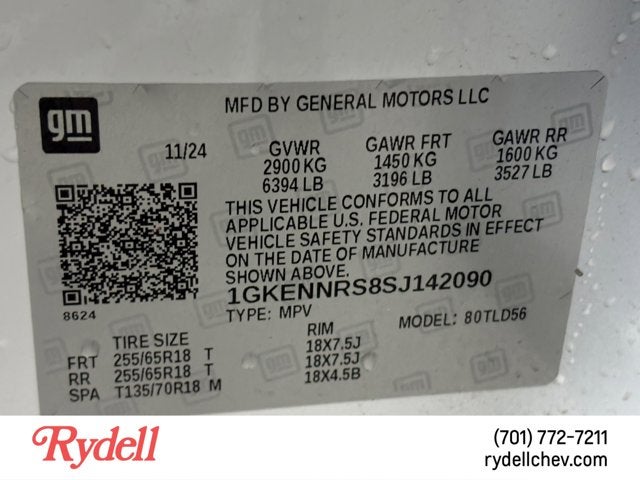 gm
MFD BY GENERAL MOTORS LLC
11/24 GVWR GAWR FRT GAWR RR
2900 KG 1450 KG 1600 KG
6394 LB 3196 LB 3527 LB
THIS VEHICLE CONFORMS TO ALL
APPLICABLE U.S. FEDERAL MOTOR
VEHICLE SAFETY STANDARDS IN EFFECT
ON THE DATE OF MANUFACTURE
SHOWN ABOVE.
1GKENNRS8SJ142090
8624
TYPE: MPV MODEL: 80TLD56
TIRE SIZE RIM
FRT 255/65R18 T 18X7.5J
RR 255/65R18 T 18X7.5J
SPA T135/70R18 M 18X4.5B
Rydell
(701) 772-7211
rydellchev.com